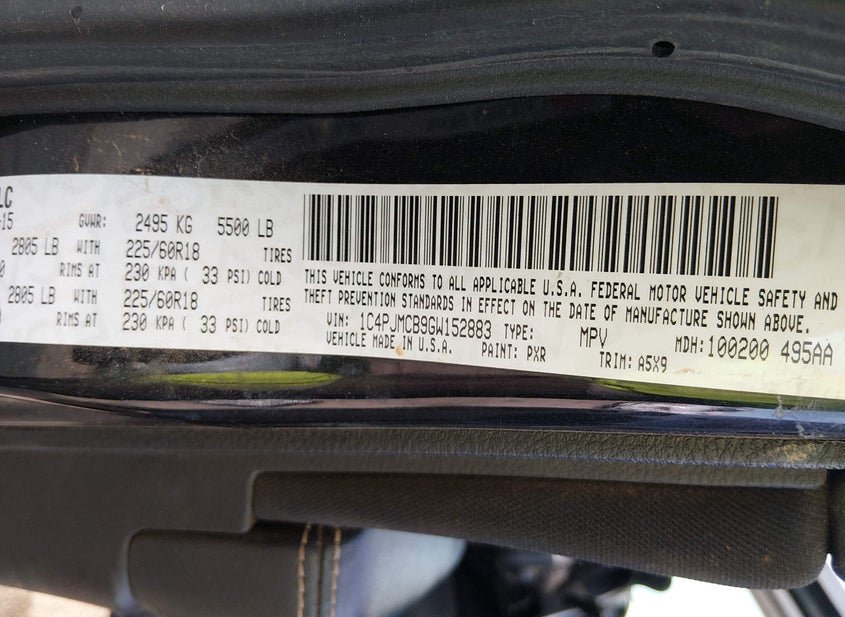 LC
-15 GVWR: 2495 KG 5500 LB
2805 LB WITH 225/60R18 TIRES
0 RIMS AT 230 KPA ( 33 PSI) COLD
2805 LB WITH 225/60R18 TIRES
RIMS AT 230 KPA ( 33 PSI) COLD
THIS VEHICLE CONFORMS TO ALL APPLICABLE U.S.A. FEDERAL MOTOR VEHICLE SAFETY AND
THEFT PREVENTION STANDARDS IN EFFECT ON THE DATE OF MANUFACTURE SHOWN ABOVE.
VIN: 1C4PJMCB9GW152883 TYPE: MPV MDH: 100200 495AA
VEHICLE MADE IN U.S.A. PAINT: PXR TRIM: A5X9